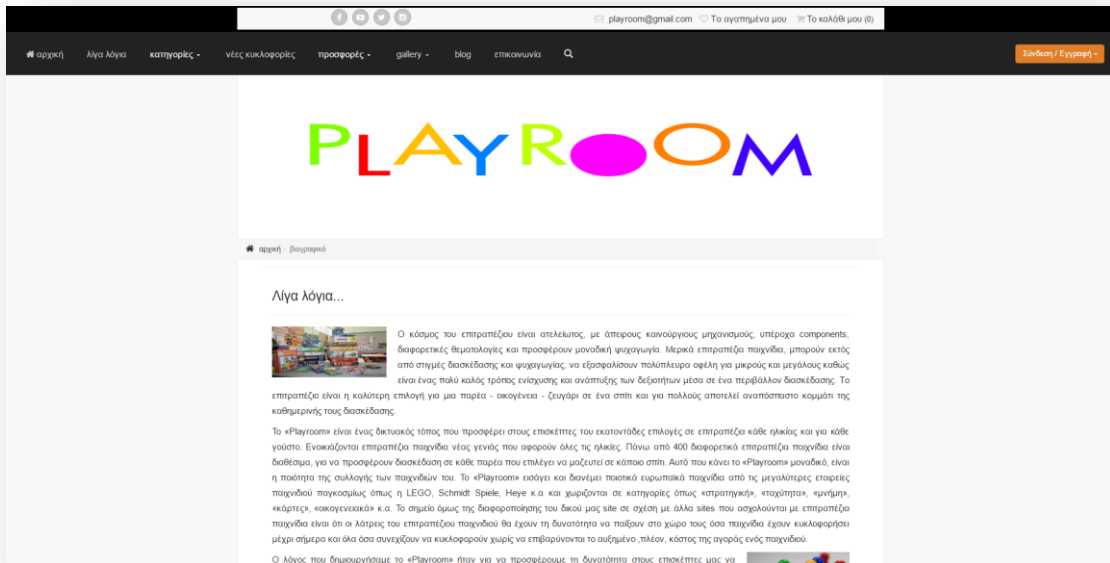 playroom@gmail.com Τα αγαπημένα μου Το καλάθι μου (0)
αρχική λίγα λόγια κατηγορίες νέες κυκλοφορίες προσφορές gallery blog επικοινωνία Σύνδεση / Εγγραφή
PLAYROOM
αρχική / βιογραφικό
Λίγα λόγια...
Ο κόσμος του επιτραπέζιου είναι ατελείωτος, με άπειρους καινούργιους μηχανισμούς, υπέροχα components,
διαφορετικές θεματολογίες και προσφέρουν μοναδική ψυχαγωγία. Μερικά επιτραπέζια παιχνίδια, μπορούν εκτός
από στιγμές διασκέδασης και ψυχαγωγίας, να εξασφαλίσουν πολύπλευρα οφέλη για μικρούς και μεγάλους καθώς
είναι ένας πολύ καλός τρόπος ενίσχυσης και ανάπτυξης των δεξιοτήτων μέσα σε ένα περιβάλλον διασκέδασης. Το
επιτραπέζιο είναι η καλύτερη επιλογή για μια παρέα - οικογένεια - ζευγάρι σε ένα σπίτι και για πολλούς αποτελεί αναπόσπαστο κομμάτι της
καθημερινής τους διασκέδασης.
Το «Playroom» είναι ένας δικτυακός τόπος που προσφέρει στους επισκέπτες του εκατοντάδες επιλογές σε επιτραπέζια κάθε ηλικίας και για κάθε
γούστο. Ενοικιάζονται επιτραπέζια παιχνίδια νέας γενιάς που αφορούν όλες τις ηλικίες. Πάνω από 400 διαφορετικά επιτραπέζια παιχνίδια είναι
διαθέσιμα, για να προσφέρουν διασκέδαση σε κάθε παρέα που επιλέγει να μαζευτεί σε κάποιο σπίτι. Αυτό που κάνει το «Playroom» μοναδικό, είναι
η ποιότητα της συλλογής των παιχνιδιών του. Το «Playroom» εισάγει και διανέμει ποιοτικά ευρωπαϊκά παιχνίδια από τις μεγαλύτερες εταιρείες
παιχνιδιού παγκοσμίως όπως η LEGO, Schmidt Spiele, Heye κ.α και χωρίζονται σε κατηγορίες όπως «στρατηγική», «ταχύτητα», «μνήμη»,
«κάρτες», «οικογενειακά» κ.α. Το σημείο όμως της διαφοροποίησης του δικού μας site σε σχέση με άλλα sites που ασχολούνται με επιτραπέζια
παιχνίδια είναι ότι οι λάτρεις του επιτραπέζιου παιχνιδιού θα έχουν τη δυνατότητα να παίξουν στο χώρο τους όσα παιχνίδια έχουν κυκλοφορήσει
μέχρι σήμερα και όλα όσα συνεχίζουν να κυκλοφορούν χωρίς να επιβαρύνονται το αυξημένο ,πλέον, κόστος της αγοράς ενός παιχνιδιού.
Ο λόγος που δημιουργήσαμε το «Playroom» ήταν για να προσφέρουμε τη δυνατότητα στους επισκέπτες μας να